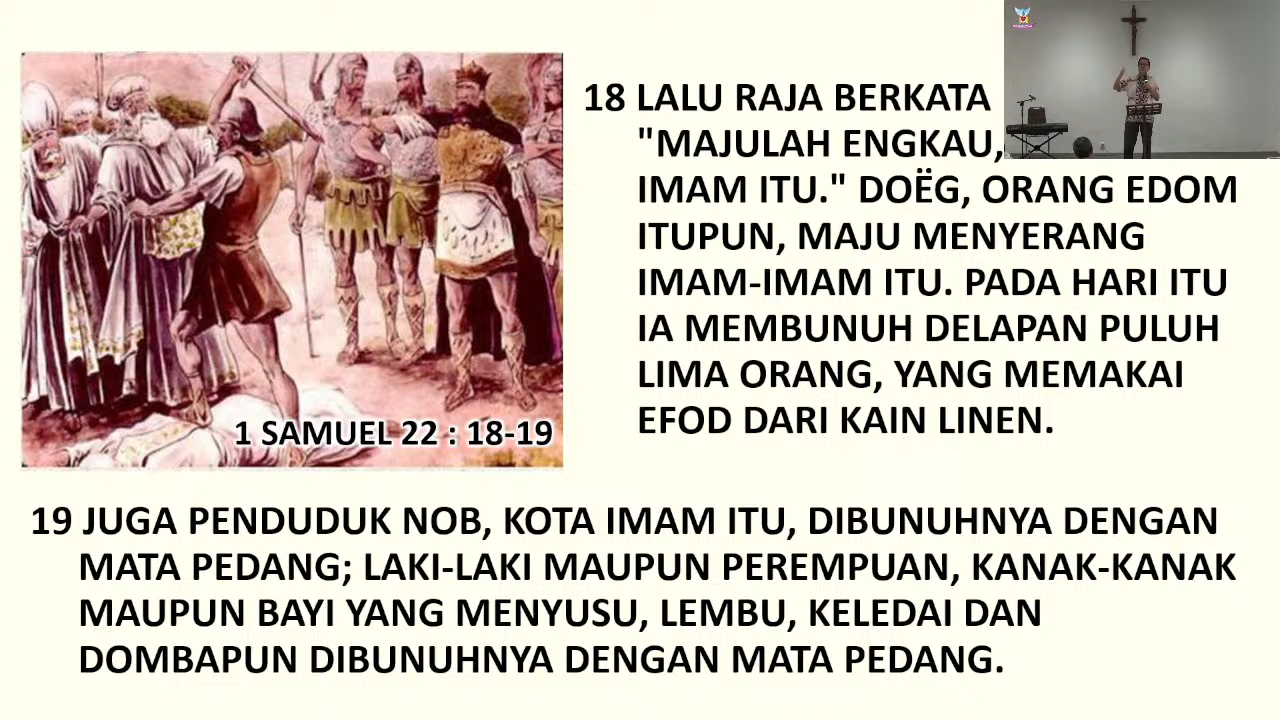 18 LALU RAJA BERKATA
"MAJULAH ENGKAU,
IMAM ITU." DOËG, ORANG EDOM
ITUPUN, MAJU MENYERANG
IMAM-IMAM ITU. PADA HARI ITU
IA MEMBUNUH DELAPAN PULUH
LIMA ORANG, YANG MEMAKAI
EFOD DARI KAIN LINEN.
1 SAMUEL 22 : 18-19
19 JUGA PENDUDUK NOB, KOTA IMAM ITU, DIBUNUHNYA DENGAN
MATA PEDANG; LAKI-LAKI MAUPUN PEREMPUAN, KANAK-KANAK
MAUPUN BAYI YANG MENYUSU, LEMBU, KELEDAI DAN
DOMBAPUN DIBUNUHNYA DENGAN MATA PEDANG.